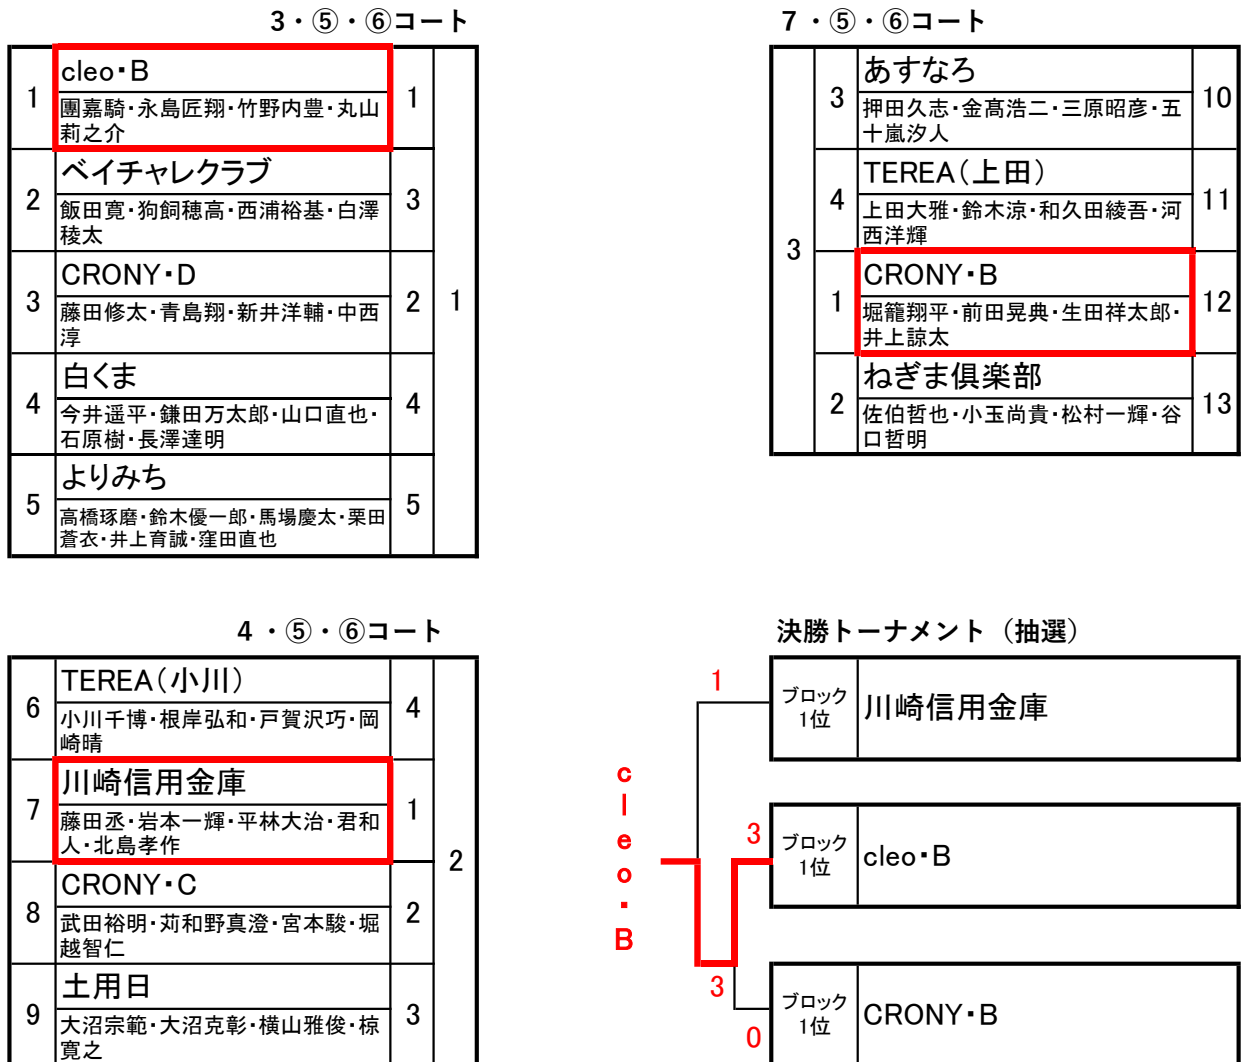 3・⑤・⑥コート
1
cleo・B
團嘉騎・永島匠翔・竹野内豊・丸山
莉之介
1
2
ベイチャレクラブ
飯田寛・狗飼穂高・西浦裕基・白澤
稜太
3
3
CRONY・D
藤田修太・青島翔・新井洋輔・中西
淳
2
1
4
白くま
今井遥平・鎌田万太郎・山口直也・
石原樹・長澤達明
4
5
よりみち
高橋琢磨・鈴木優一郎・馬場慶太・栗田
蒼衣・井上育誠・窪田直也
5
7・⑤・⑥コート
3
3
あすなろ
押田久志・金髙浩二・三原昭彦・五
十嵐汐人
10
4
TEREA(上田)
上田大雅・鈴木涼・和久田綾吾・河
西洋輝
11
1
CRONY・B
堀籠翔平・前田晃典・生田祥太郎・
井上諒太
12
2
ねぎま倶楽部
佐伯哲也・小玉尚貴・松村一輝・谷
口哲明
13
4・⑤・⑥コート
6
TEREA(小川)
小川千博・根岸弘和・戸賀沢巧・岡
崎晴
4
7
川崎信用金庫
藤田丞・岩本一輝・平林大治・君和
人・北島孝作
1
2
8
CRONY・C
武田裕明・苅和野真澄・宮本駿・堀
越智仁
2
9
土用日
大沼宗範・大沼克彰・横山雅俊・椋
寛之
3
決勝トーナメント（抽選）
1
ブロック
1位
川崎信用金庫
cleo・B
3
ブロック
1位
cleo・B
3
0
ブロック
1位
CRONY・B